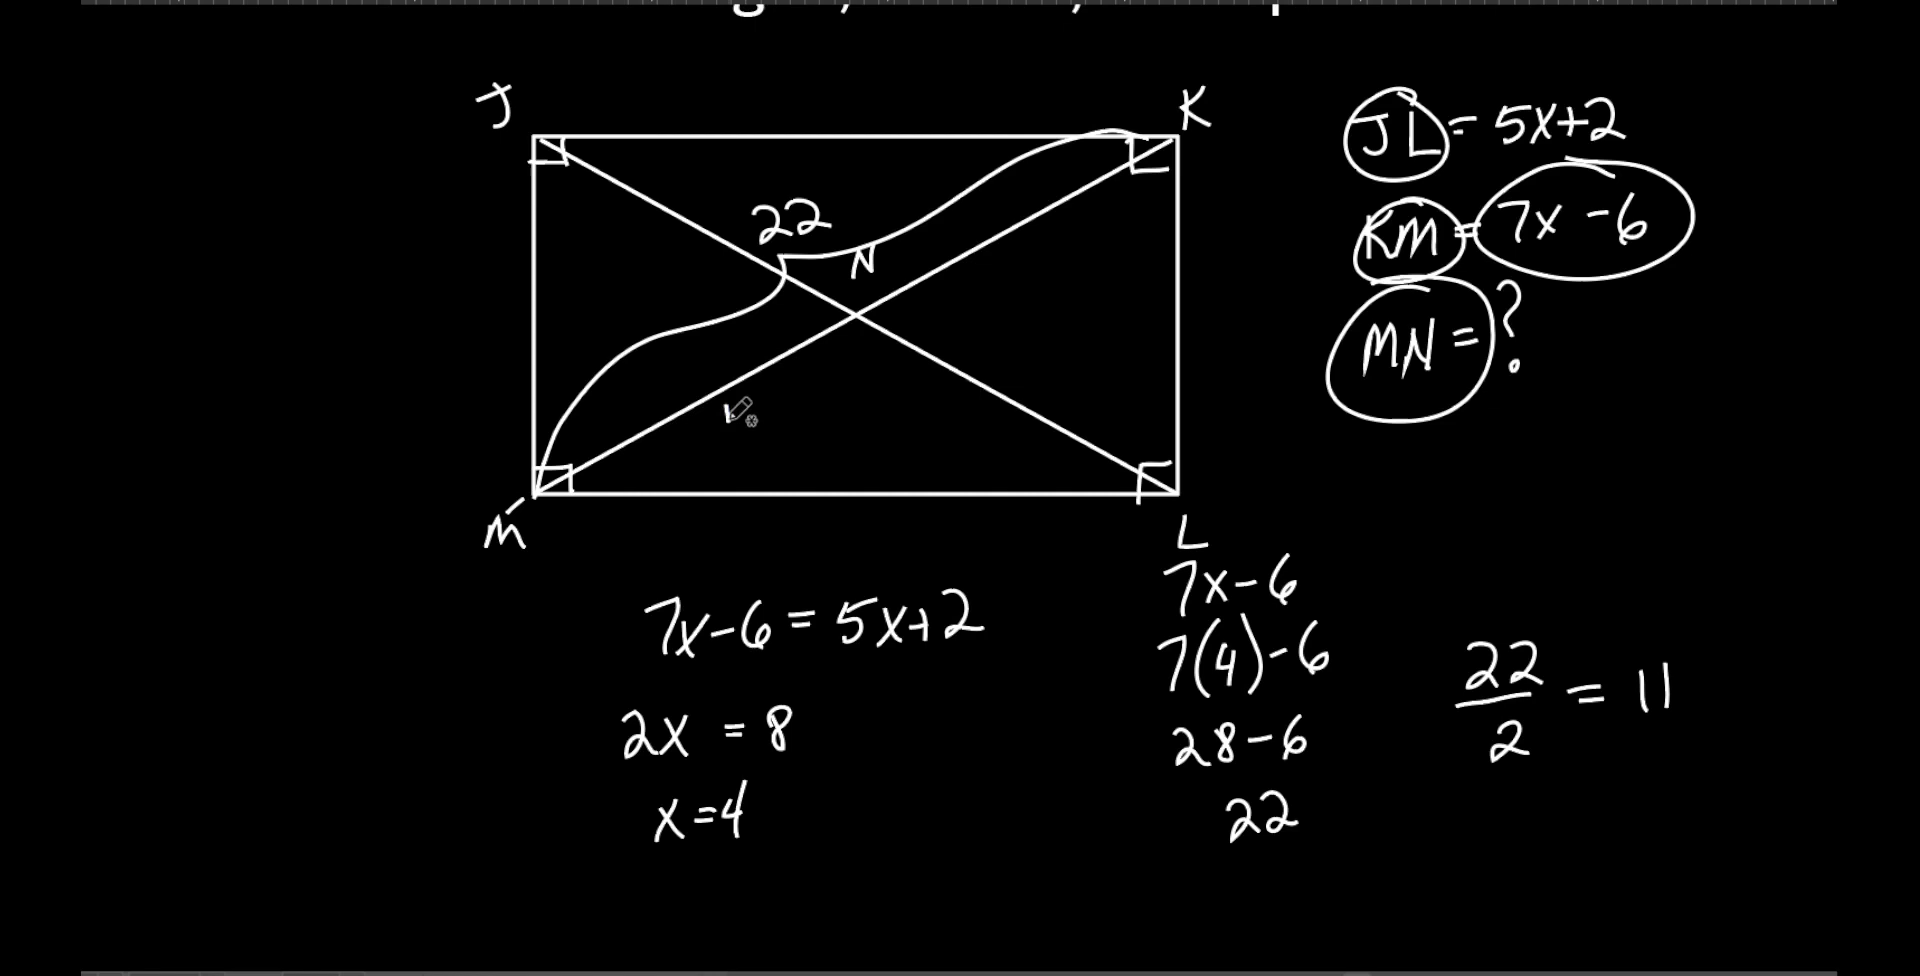 J
K
22
N
M
L
JL = 5x+2
KM = 7x-6
MN = ?
7x-6 = 5x+2
2x = 8
x=4
7x-6
7(4)-6
28-6
22
22/2 = 11